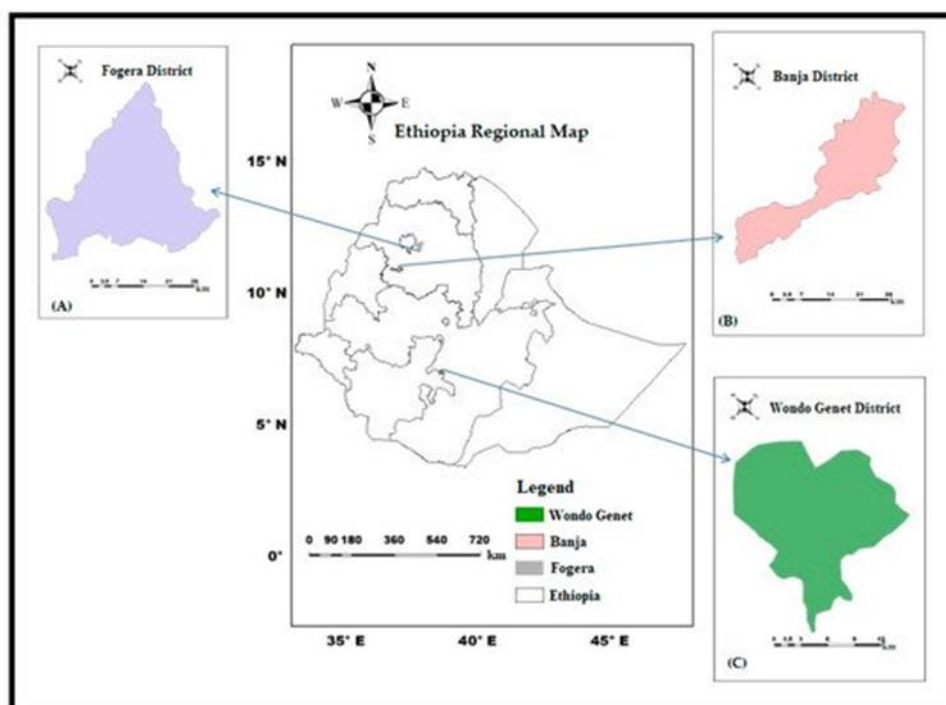 Fogera District
(A)
N
W E
S
Ethiopia Regional Map
15° N
10° N
5° N
0°
35° E 40° E 45° E
0 90 180 360 540 720
km
Legend
Wondo Genet
Banja
Fogera
Ethiopia
Banja District
(B)
Wondo Genet District
(C)